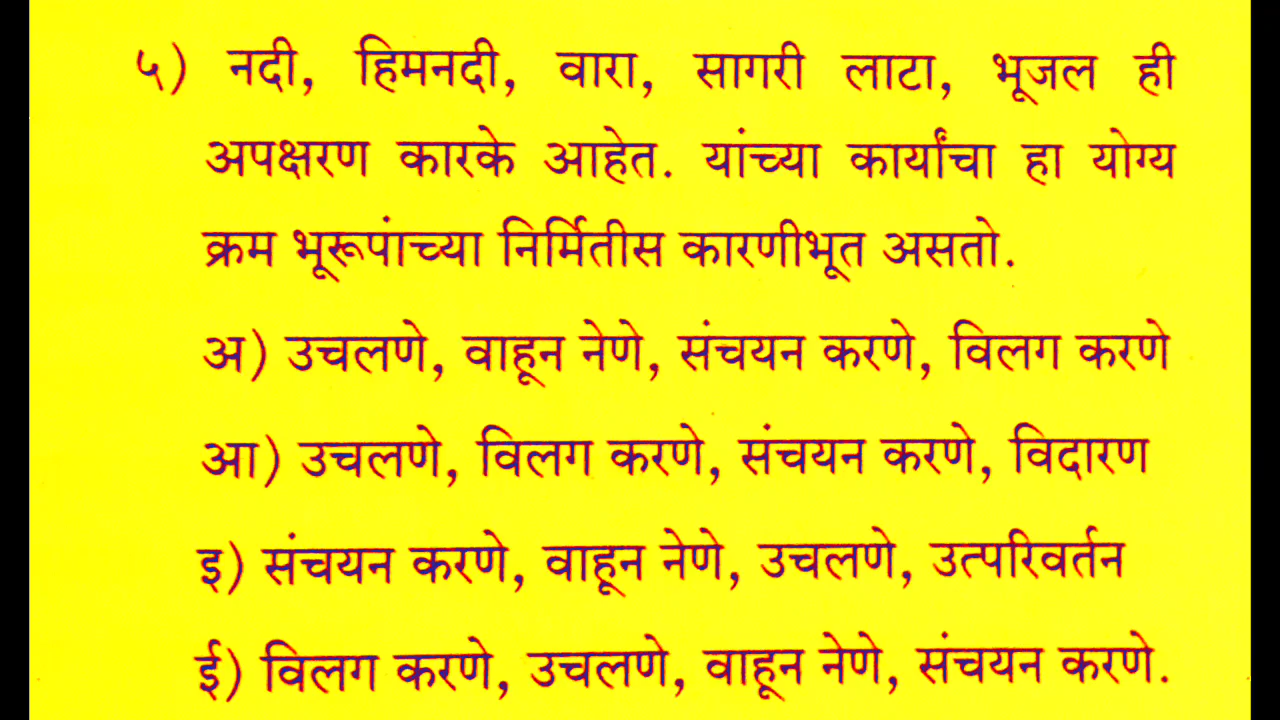 ५) नदी, हिमनदी, वारा, सागरी लाटा, भूजल ही
अपक्षरण कारके आहेत. यांच्या कार्यांचा हा योग्य
क्रम भूरूपांच्या निर्मितीस कारणीभूत असतो.
अ) उचलणे, वाहून नेणे, संचयन करणे, विलग करणे
आ) उचलणे, विलग करणे, संचयन करणे, विदारण
इ) संचयन करणे, वाहून नेणे, उचलणे, उत्परिवर्तन
ई) विलग करणे, उचलणे, वाहून नेणे, संचयन करणे.